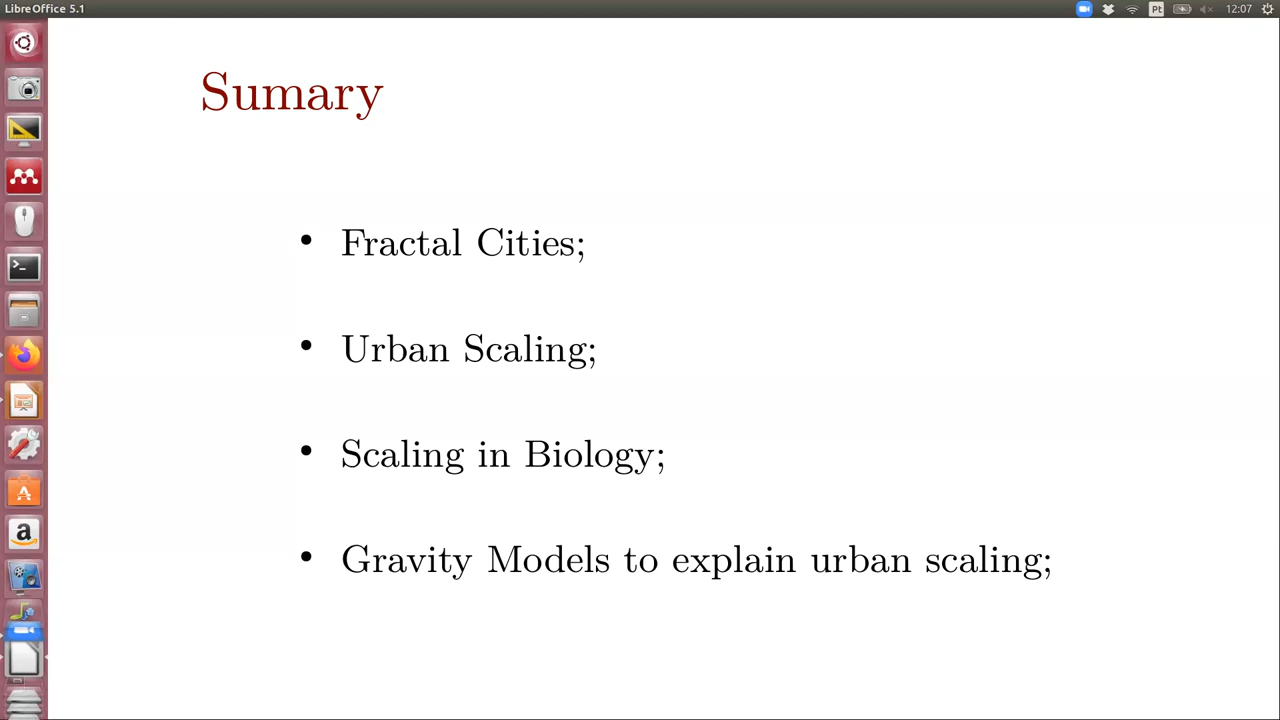 LibreOffice 5.1
Pt
12:07
Sumary
• Fractal Cities;
• Urban Scaling;
• Scaling in Biology;
• Gravity Models to explain urban scaling;